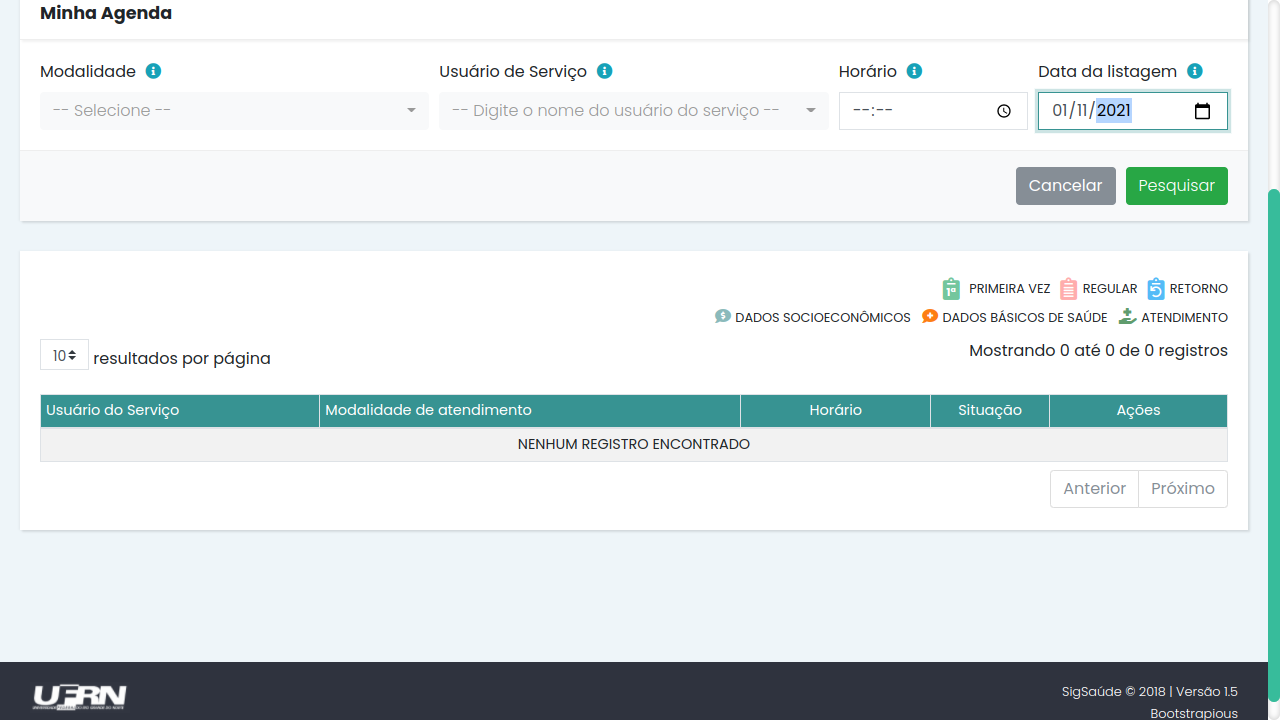 Minha Agenda
Modalidade Usuário de Serviço Horário Data da listagem
-- Selecione -- -- Digite o nome do usuário do serviço -- --:-- 01/11/2021
Cancelar Pesquisar
1ª PRIMEIRA VEZ REGULAR RETORNO
DADOS SOCIOECONÔMICOS DADOS BÁSICOS DE SAÚDE ATENDIMENTO
10 resultados por página Mostrando 0 até 0 de 0 registros
Usuário do Serviço Modalidade de atendimento Horário Situação Ações
NENHUM REGISTRO ENCONTRADO
Anterior Próximo
UFRN SigSaúde © 2018 | Versão 1.5
Bootstrapious